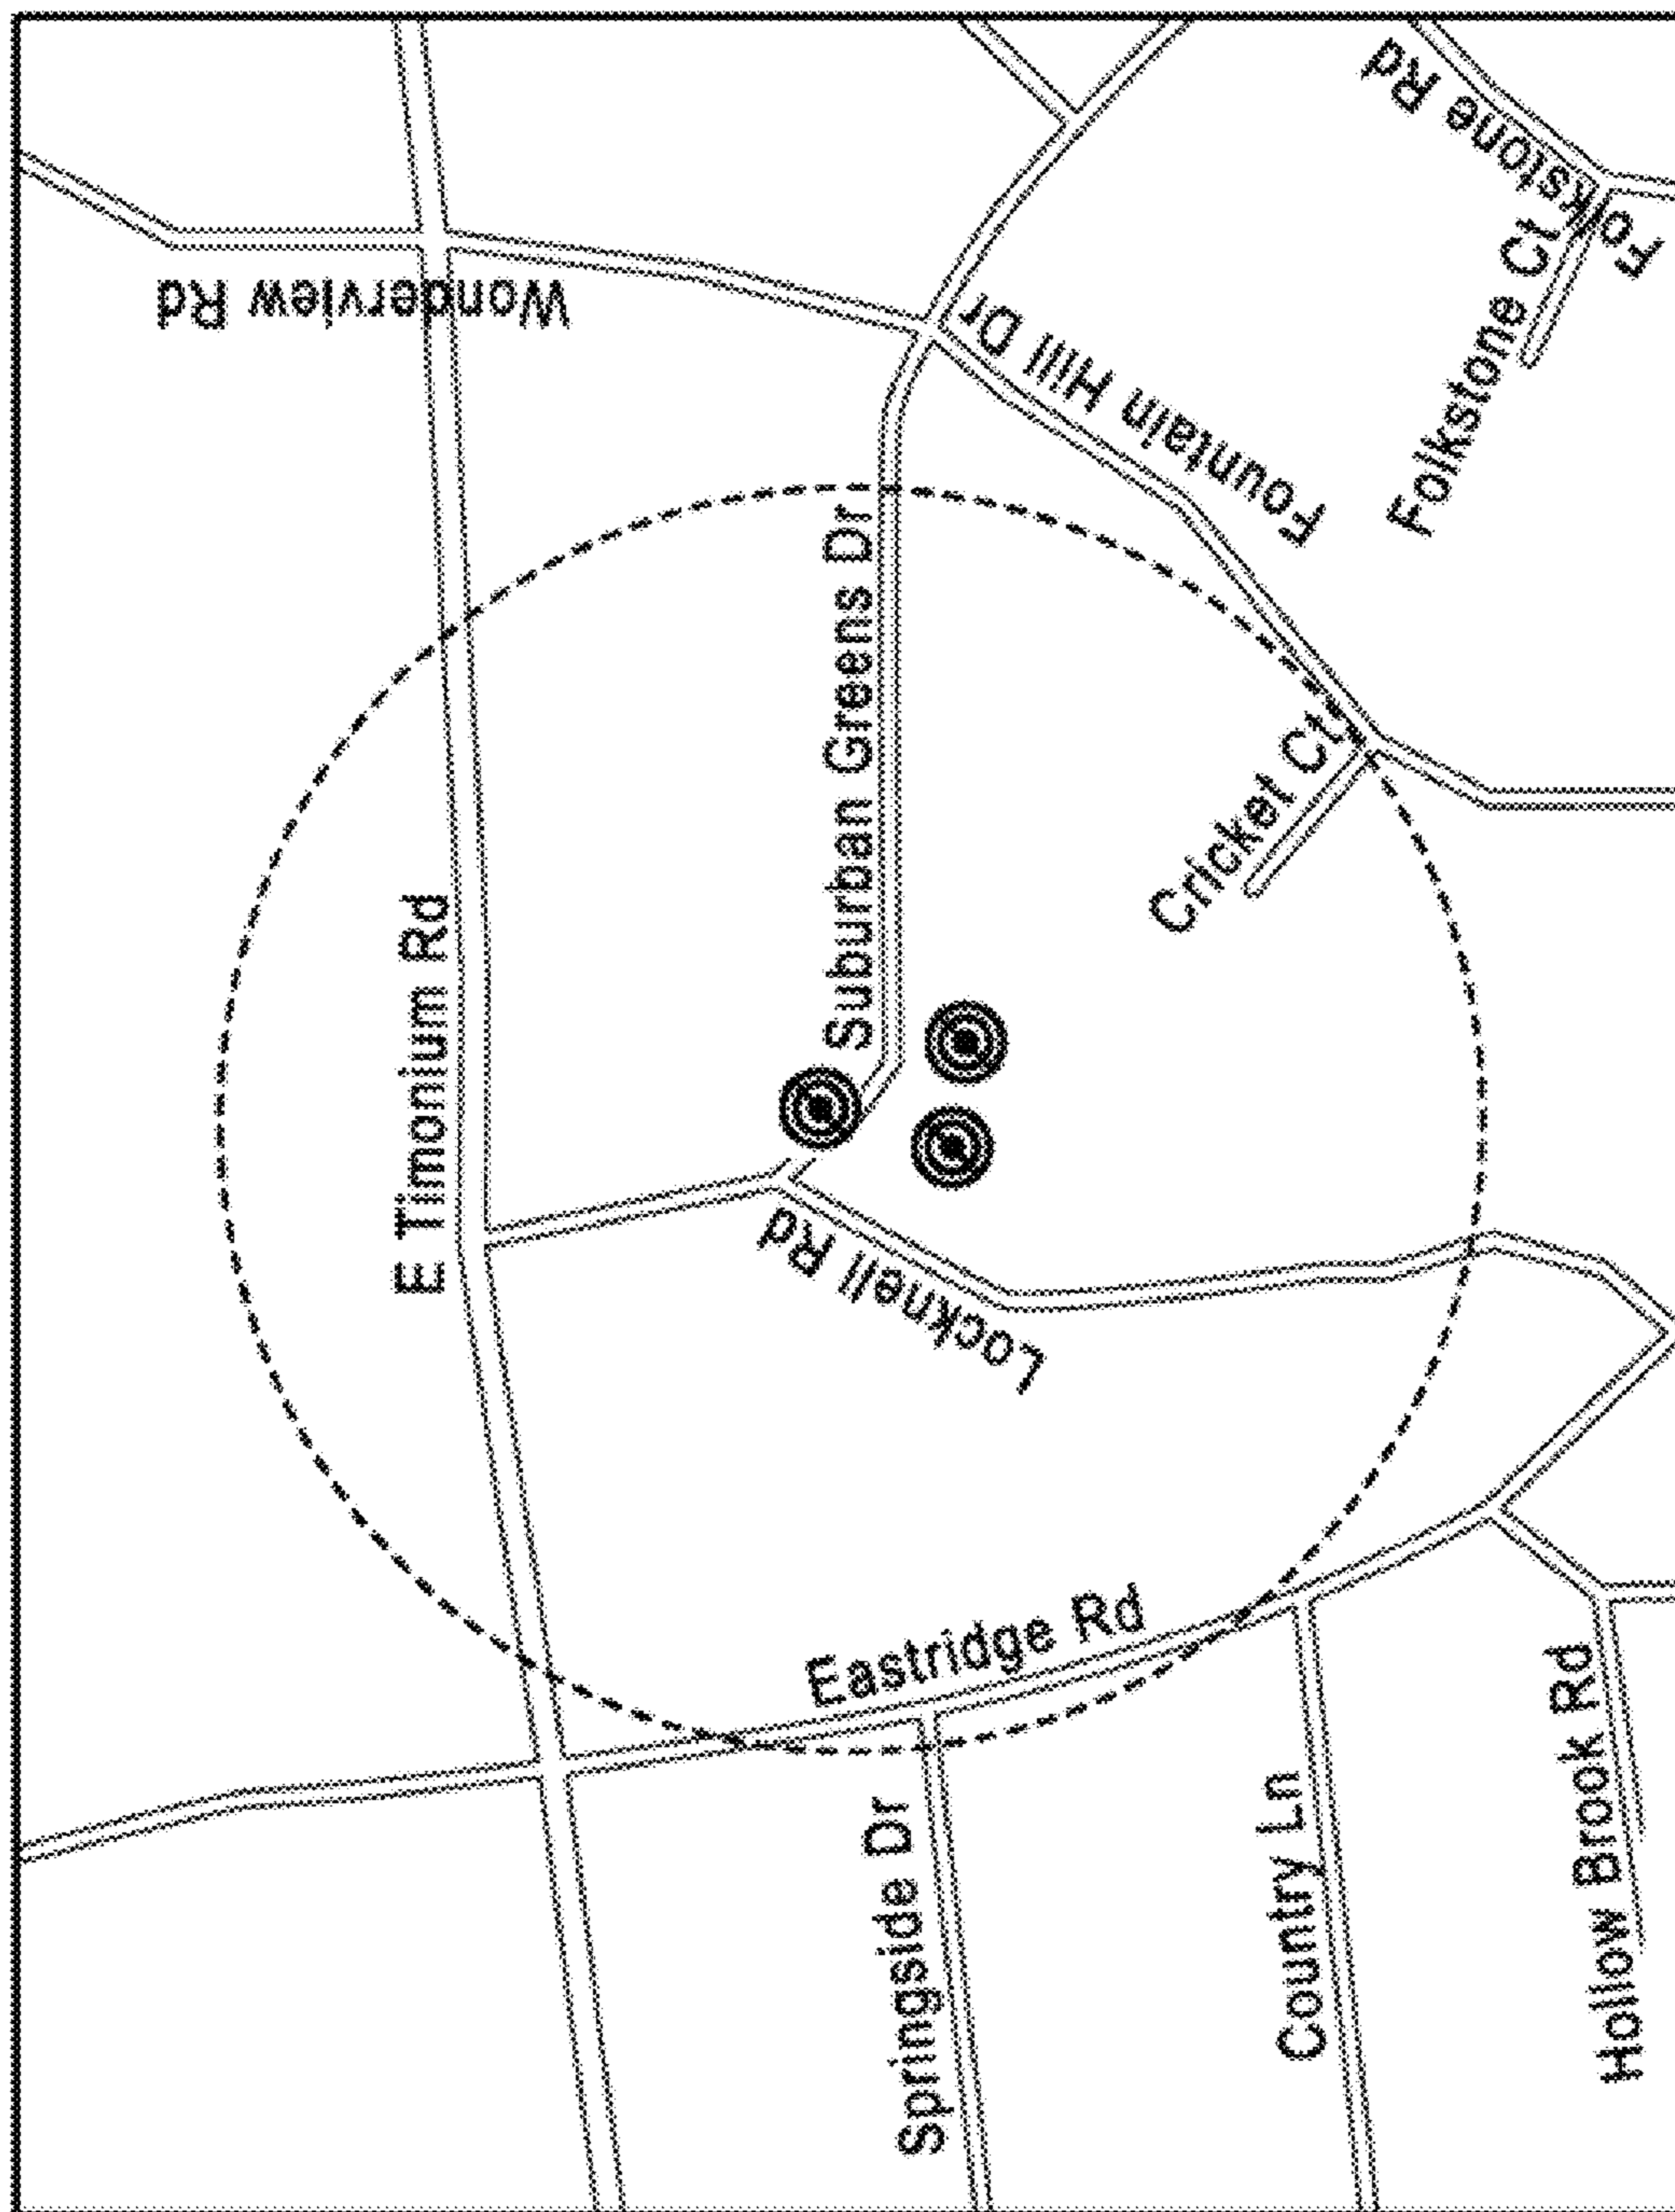 Wonderview Rd
Folkstone Rd
Folkstone Ct
Fountain Hill Dr
Suburban Greens Dr
Cricket Ct
E Timonium Rd
Locknell Rd
Eastridge Rd
Springside Dr
Country Ln
Hollow Brook Rd